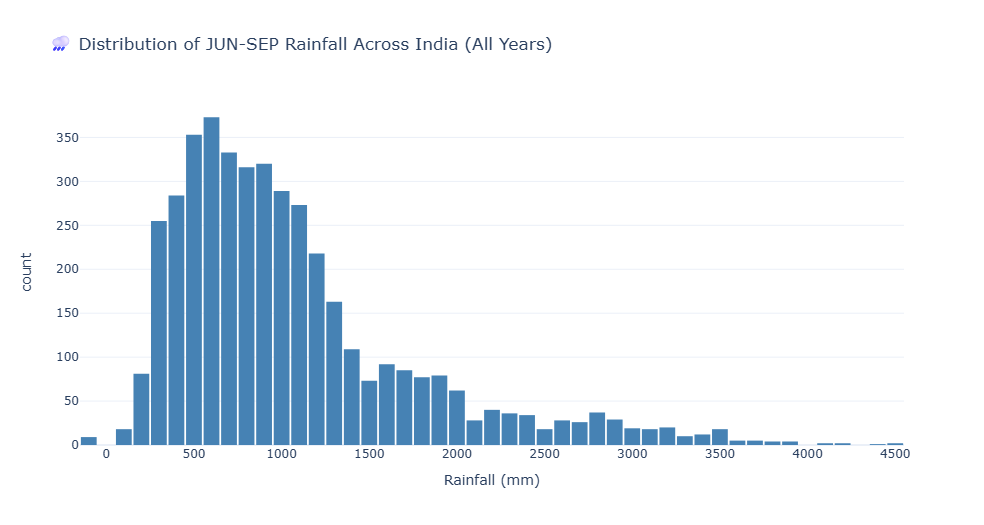 🌧 Distribution of JUN-SEP Rainfall Across India (All Years)
350
300
250
200
150
100
50
0
count
0 500 1000 1500 2000 2500 3000 3500 4000 4500
Rainfall (mm)